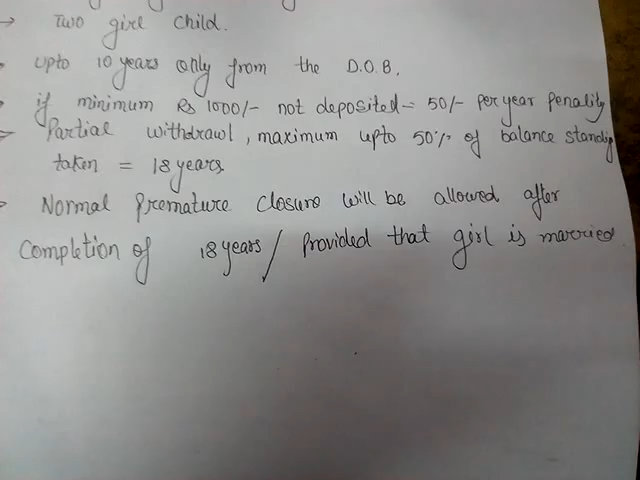 → Two girl child.
Upto 10 years only from the D.O.B.
if minimum Rs 1000/- not deposited = 50/- per year penality
Partial withdrawl, maximum upto 50% of balance standig
taken = 18 years
Normal premature closure will be allowed after
completion of 18 years / provided that girl is married